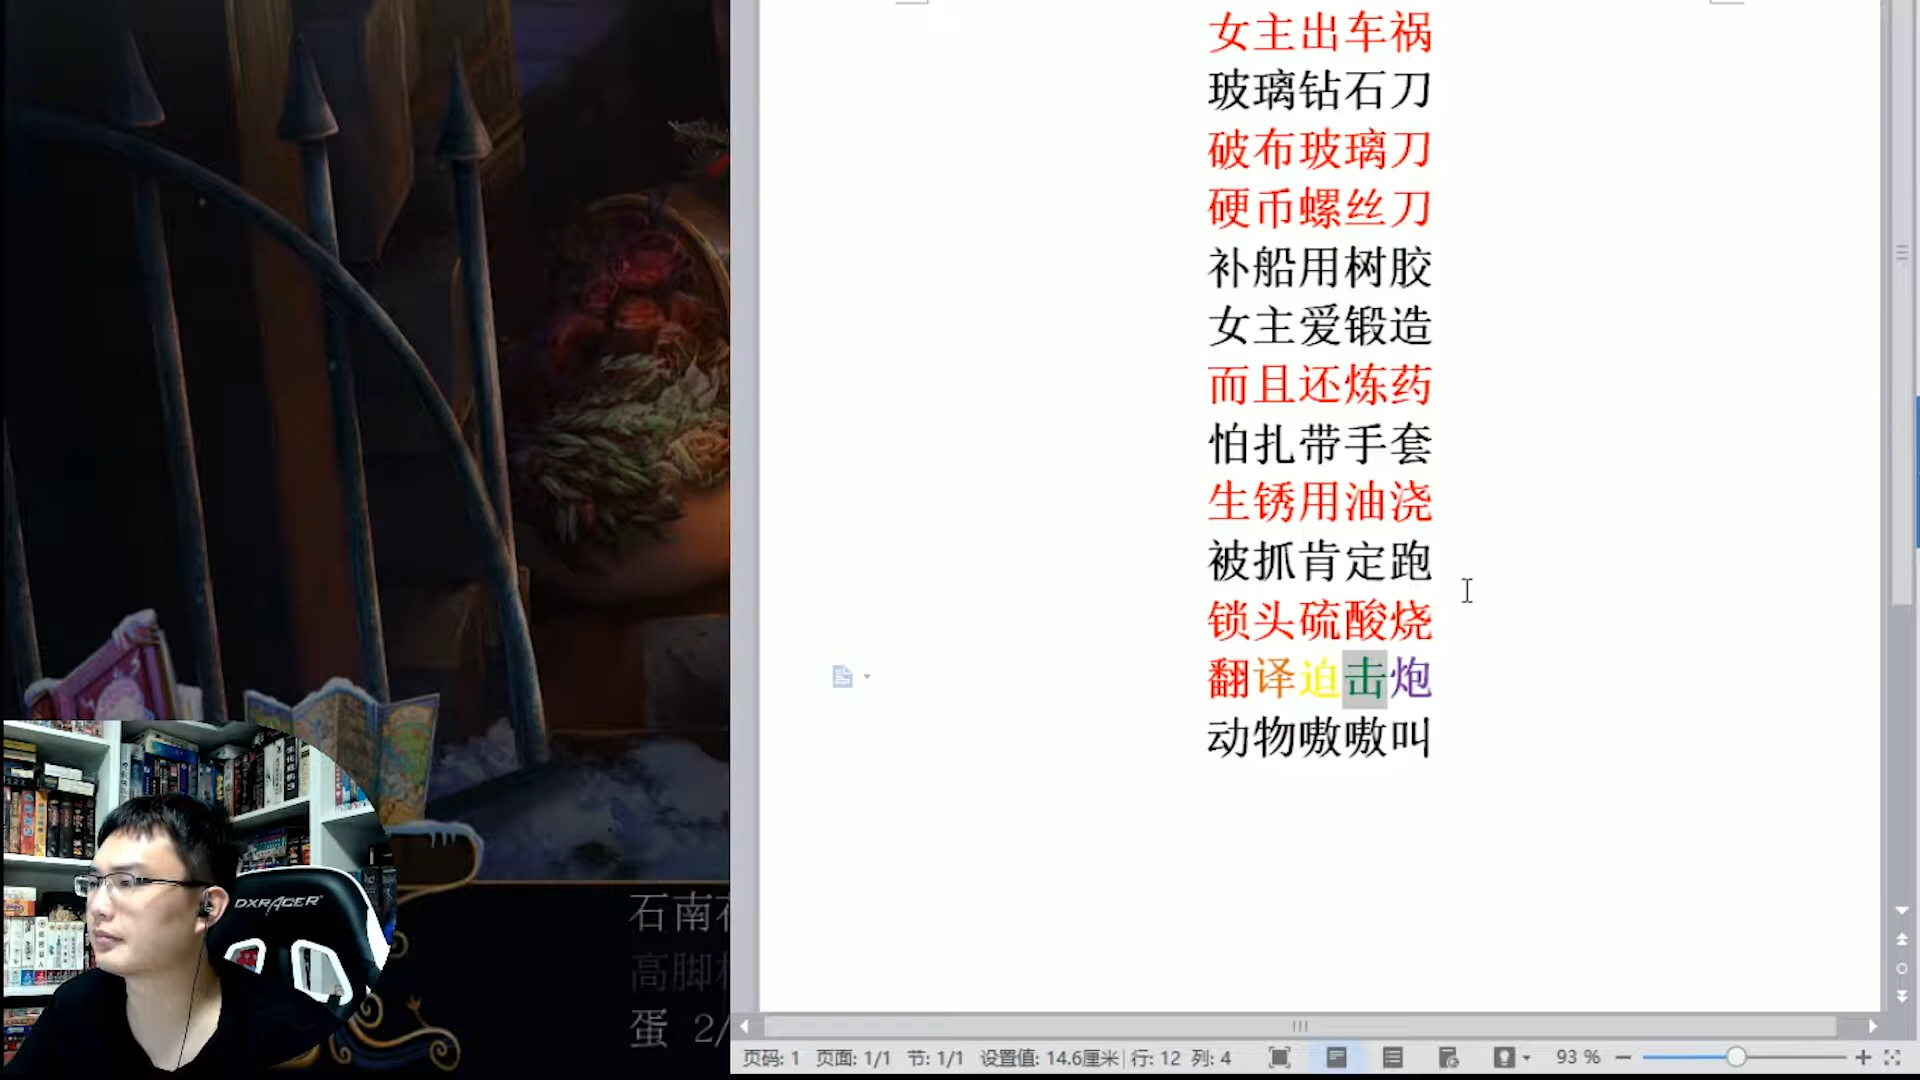 女主出车祸
玻璃钻石刀
破布玻璃刀
硬币螺丝刀
补船用树胶
女主爱锻造
而且还炼药
怕扎带手套
生锈用油浇
被抓肯定跑
锁头硫酸烧
翻译迫击炮
动物嗷嗷叫
石南
高脚
蛋 2/
DXRACER
页码: 1 页面: 1/1 节: 1/1 设置值: 14.6厘米 行: 12 列: 4 93 %